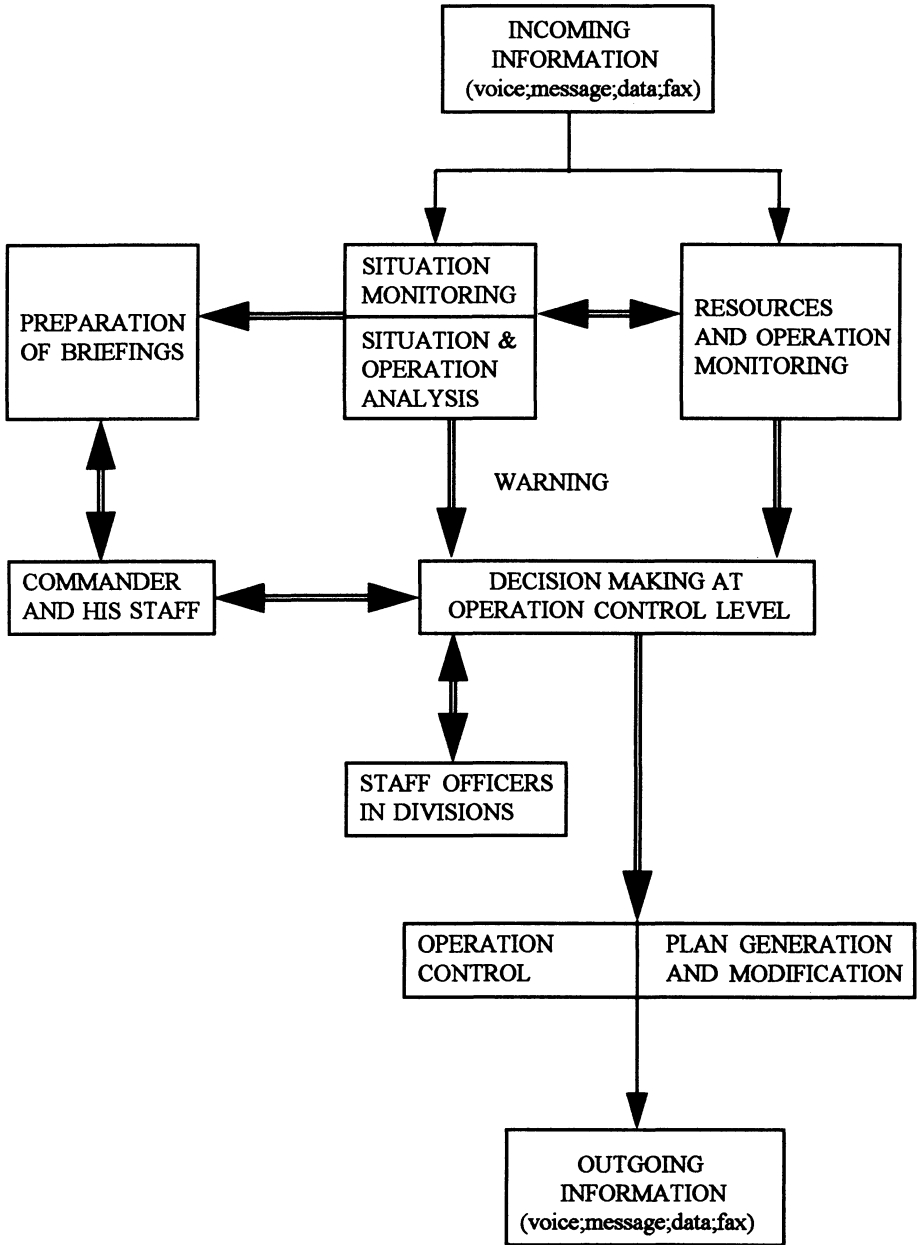 INCOMING
INFORMATION
(voice;message;data;fax)
SITUATION
MONITORING
SITUATION &
OPERATION
ANALYSIS
PREPARATION
OF BRIEFINGS
RESOURCES
AND OPERATION
MONITORING
WARNING
COMMANDER
AND HIS STAFF
DECISION MAKING AT
OPERATION CONTROL LEVEL
STAFF OFFICERS
IN DIVISIONS
OPERATION
CONTROL
PLAN GENERATION
AND MODIFICATION
OUTGOING
INFORMATION
(voice;message;data;fax)